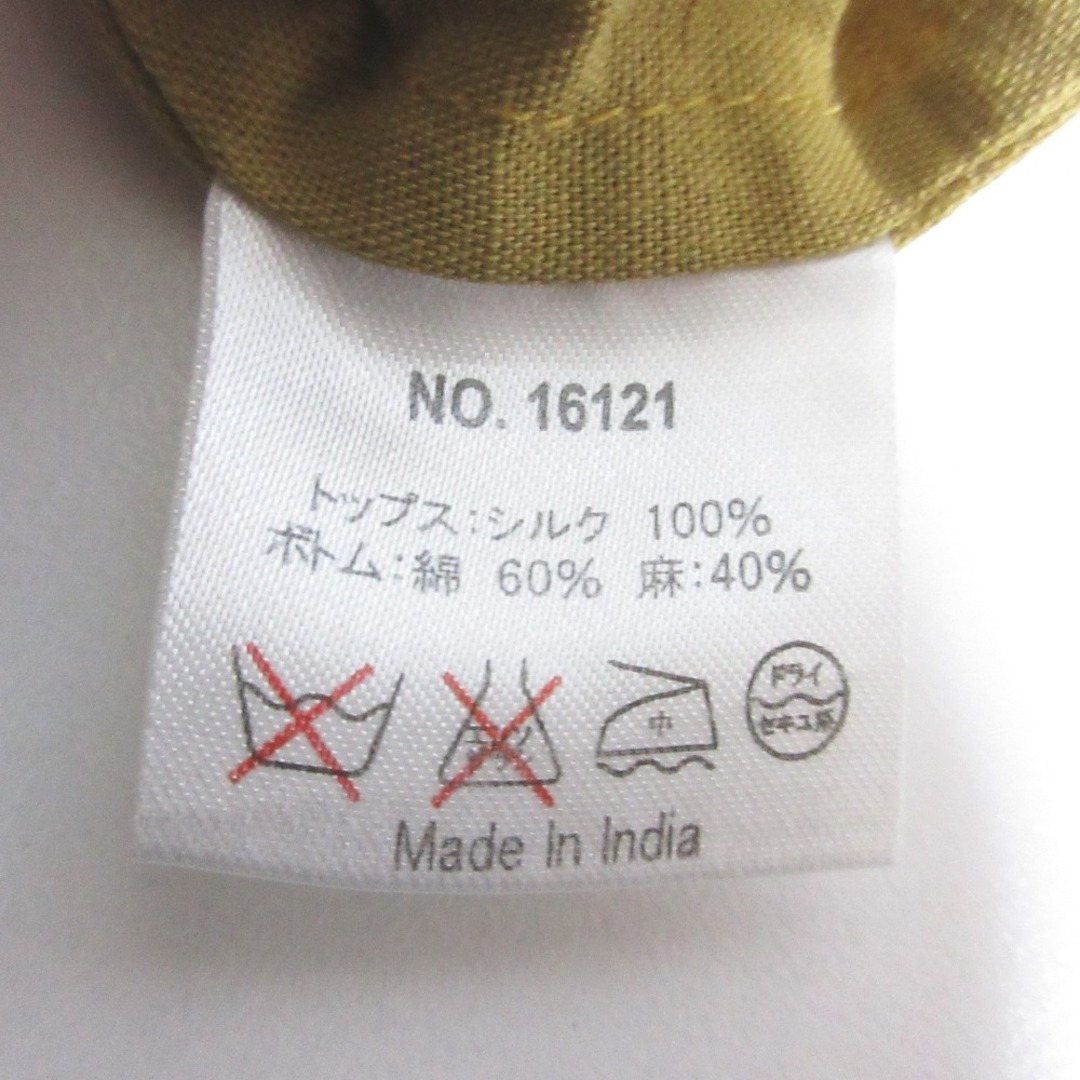 NO. 16121
トップス:シルク 100%
ボトム:綿 60% 麻:40%
中
ドライ
セキユ系
Made In India